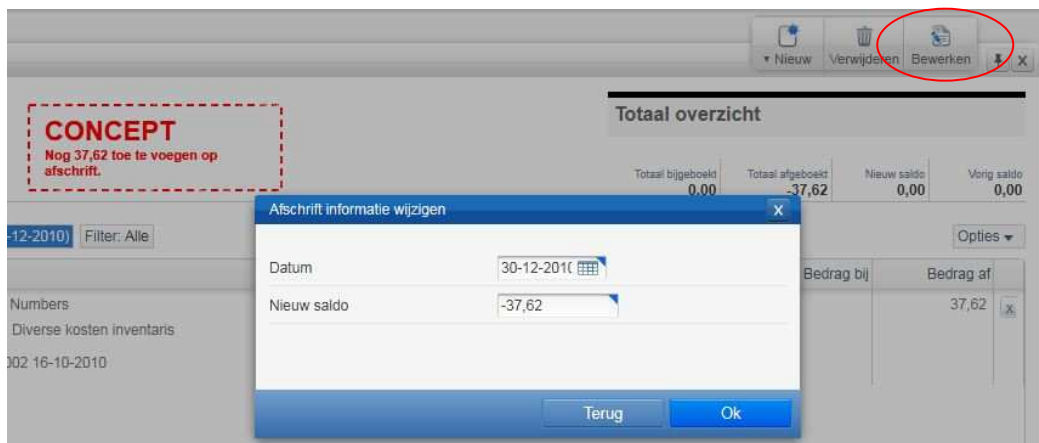 Nieuw Verwijderen Bewerken
X
CONCEPT
Nog 37,62 toe te voegen op
afschrift.
Totaal overzicht
Totaal bijgeboekt Totaal afgeboekt Nieuw saldo Vorig saldo
0,00 -37,62 0,00 0,00
Afschrift informatie wijzigen X
-12-2010) Filter: Alle Opties
Datum 30-12-201(
Bedrag bij Bedrag af
Nieuw saldo -37,62
Numbers 37,62 x
Diverse kosten inventaris
002 16-10-2010
Terug Ok